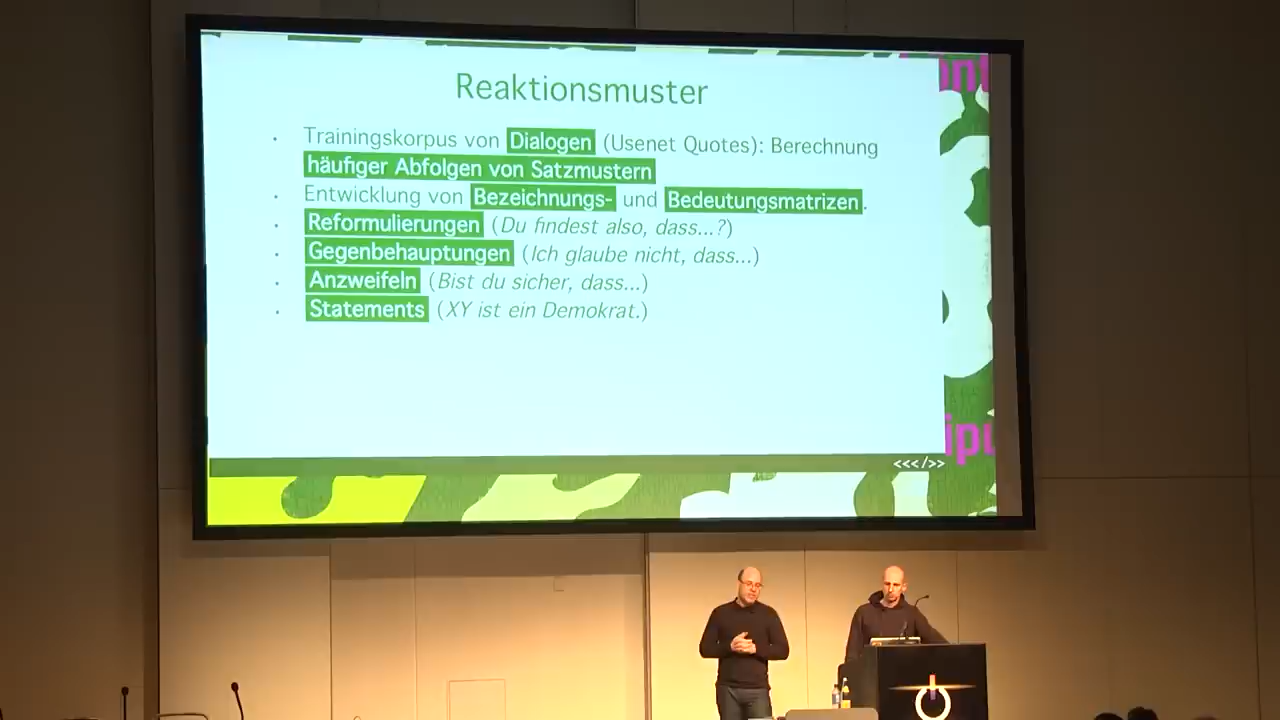 Reaktionsmuster
Trainingskorpus von Dialogen (Usenet Quotes): Berechnung
häufiger Abfolgen von Satzmustern
Entwicklung von Bezeichnungs- und Bedeutungsmatrizen.
Reformulierungen (Du findest also, dass...?)
Gegenbehauptungen (Ich glaube nicht, dass...)
Anzweifeln (Bist du sicher, dass...)
Statements (XY ist ein Demokrat.)
<<</>>